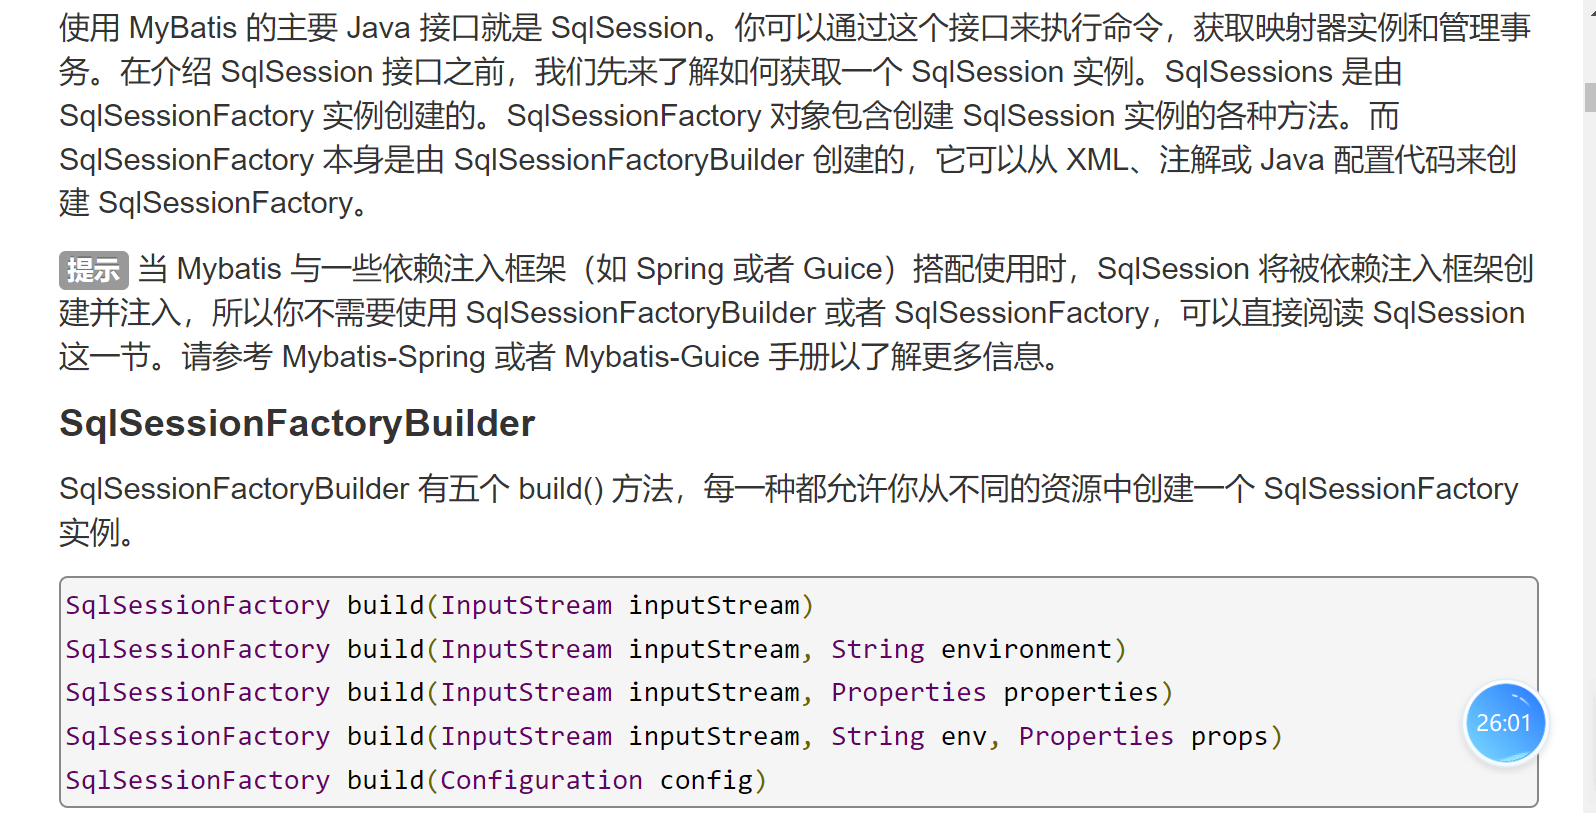 使用 MyBatis 的主要 Java 接口就是 SqlSession。你可以通过这个接口来执行命令，获取映射器实例和管理事
务。在介绍 SqlSession 接口之前，我们先来了解如何获取一个 SqlSession 实例。SqlSessions 是由
SqlSessionFactory 实例创建的。SqlSessionFactory 对象包含创建 SqlSession 实例的各种方法。而
SqlSessionFactory 本身是由 SqlSessionFactoryBuilder 创建的，它可以从 XML、注解或 Java 配置代码来创
建 SqlSessionFactory。
提示 当 Mybatis 与一些依赖注入框架（如 Spring 或者 Guice）搭配使用时，SqlSession 将被依赖注入框架创
建并注入，所以你不需要使用 SqlSessionFactoryBuilder 或者 SqlSessionFactory，可以直接阅读 SqlSession
这一节。请参考 Mybatis-Spring 或者 Mybatis-Guice 手册以了解更多信息。
SqlSessionFactoryBuilder
SqlSessionFactoryBuilder 有五个 build() 方法，每一种都允许你从不同的资源中创建一个 SqlSessionFactory
实例。
SqlSessionFactory build(InputStream inputStream)
SqlSessionFactory build(InputStream inputStream, String environment)
SqlSessionFactory build(InputStream inputStream, Properties properties)
SqlSessionFactory build(InputStream inputStream, String env, Properties props)
SqlSessionFactory build(Configuration config)
26:01